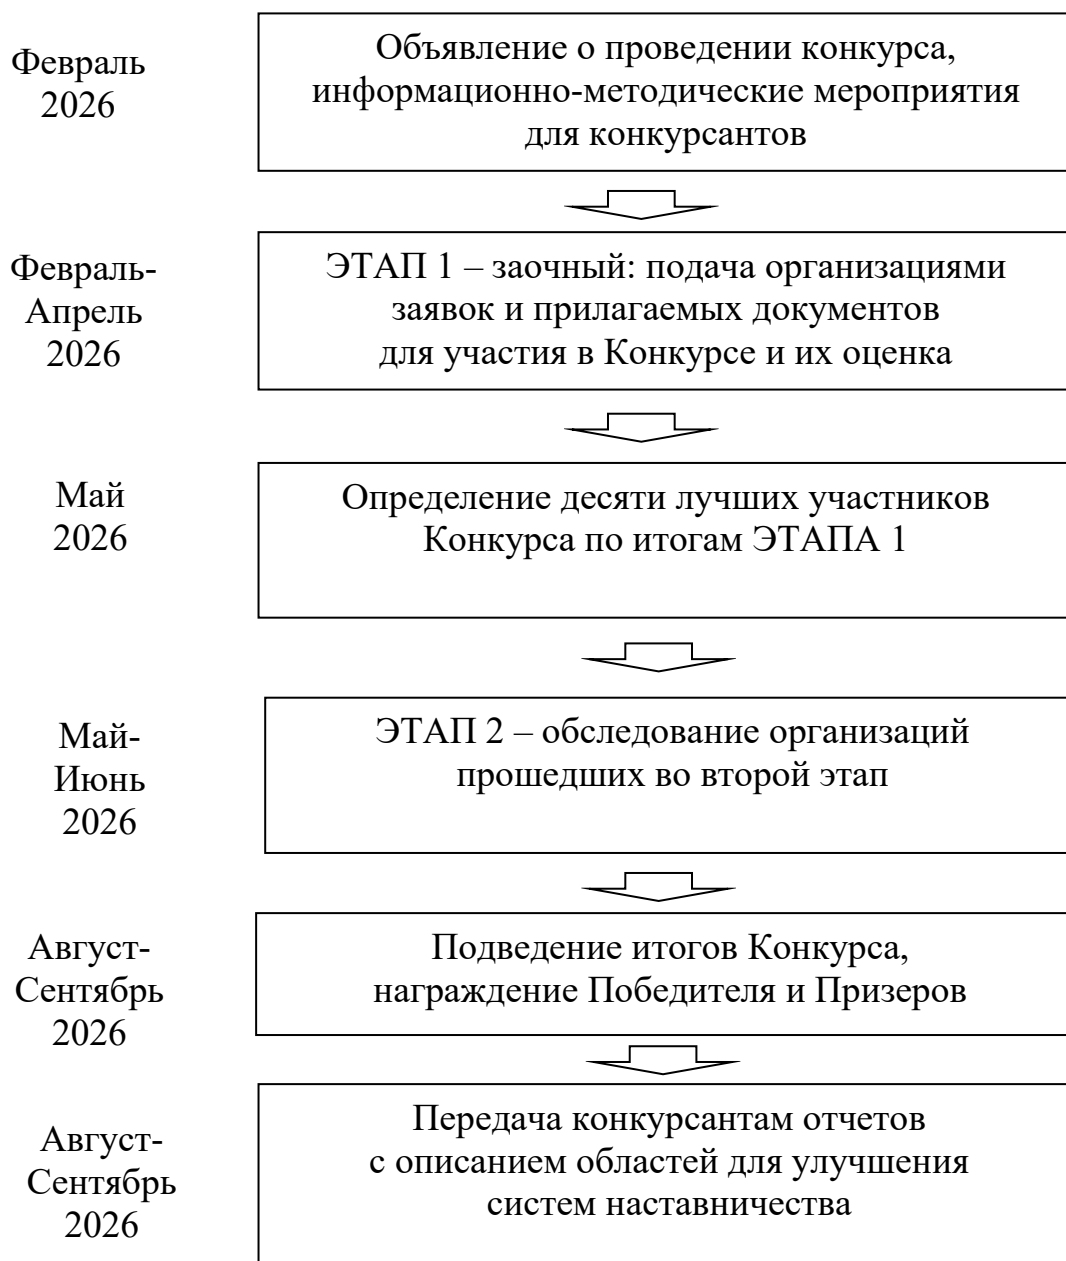 Февраль
2026
Объявление о проведении конкурса,
информационно-методические мероприятия
для конкурсантов
Февраль-
Апрель
2026
ЭТАП 1 – заочный: подача организациями
заявок и прилагаемых документов
для участия в Конкурсе и их оценка
Май
2026
Определение десяти лучших участников
Конкурса по итогам ЭТАПА 1
Май-
Июнь
2026
ЭТАП 2 – обследование организаций
прошедших во второй этап
Август-
Сентябрь
2026
Подведение итогов Конкурса,
награждение Победителя и Призеров
Август-
Сентябрь
2026
Передача конкурсантам отчетов
с описанием областей для улучшения
систем наставничества